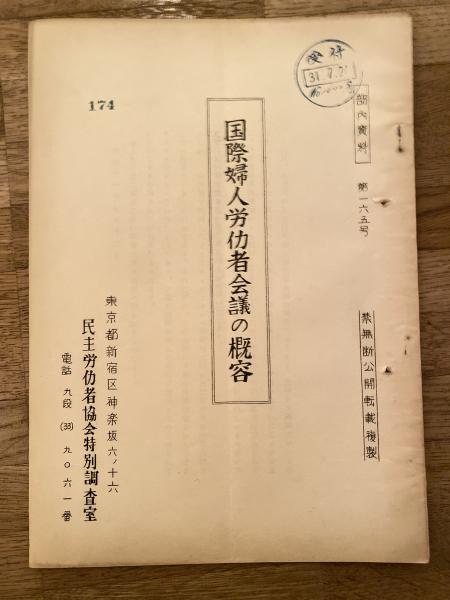 受付
31.7.21
部内資料
第一六五号
禁無断公開転載複製
174
国際婦人労仂者会議の概容
東京都新宿区神楽坂六ノ十六
民主労仂者協会特別調査室
電話 九段 (33) 九〇六一番